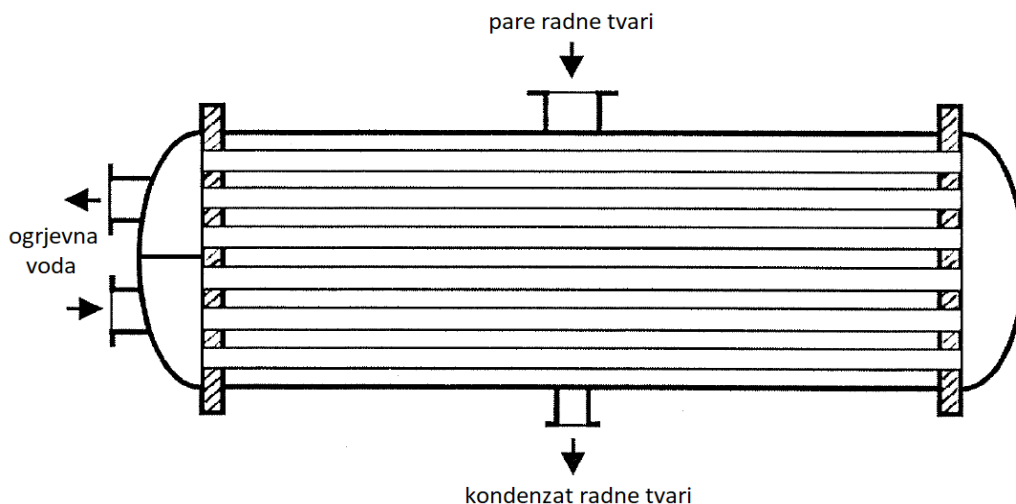 pare radne tvari
ogrjevna
voda
kondenzat radne tvari